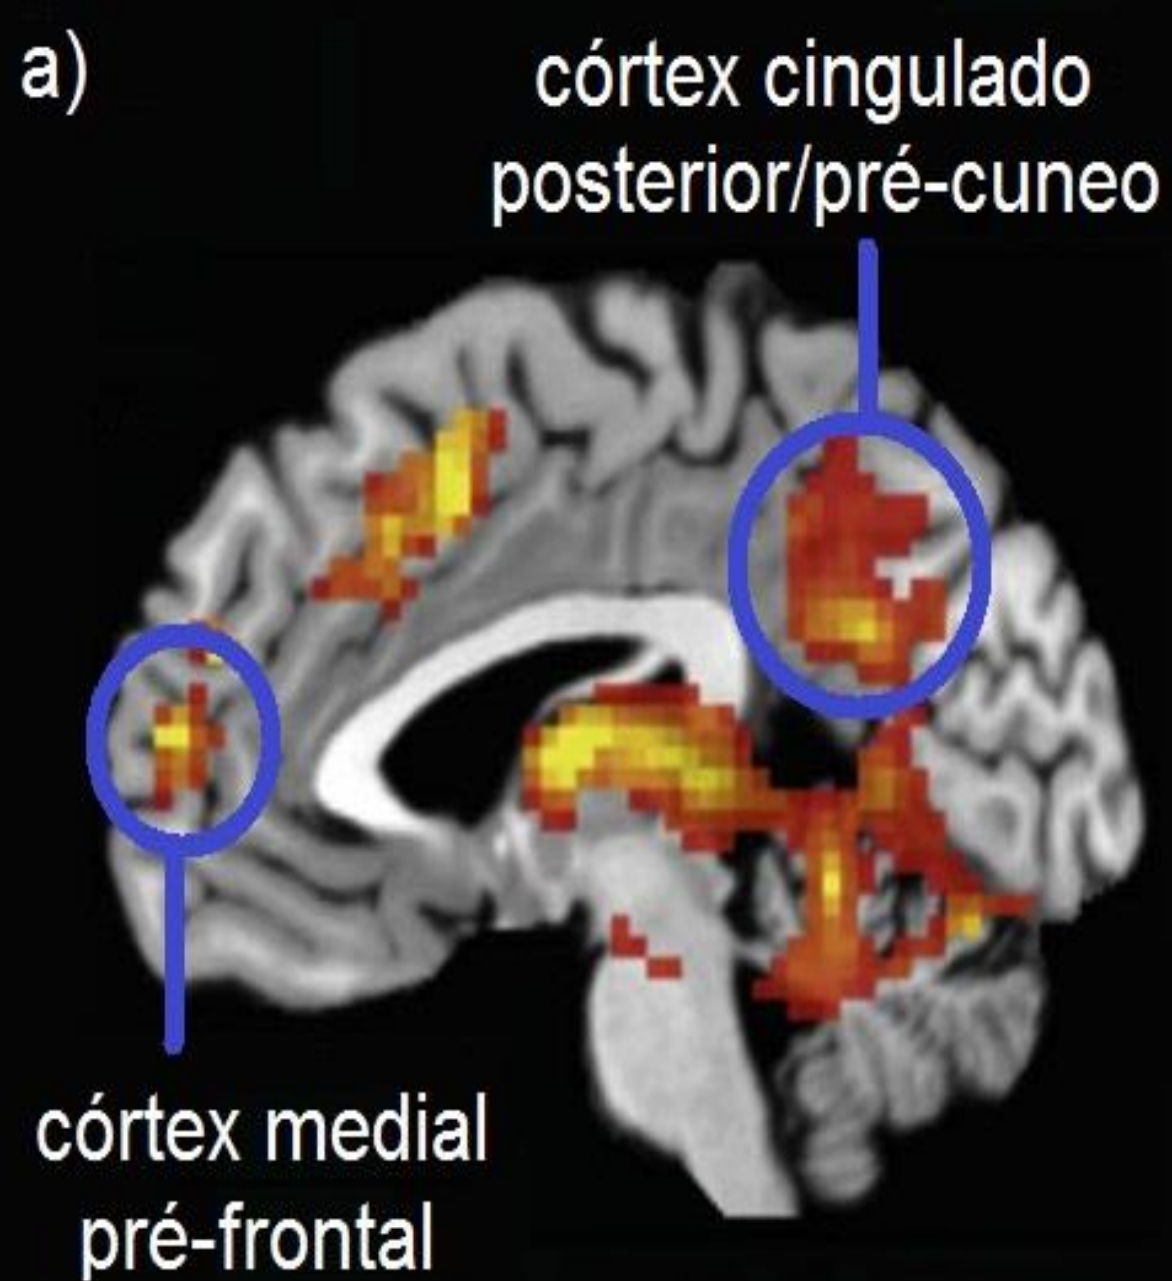 a)
córtex cingulado
posterior/pré-cuneo
córtex medial
pré-frontal